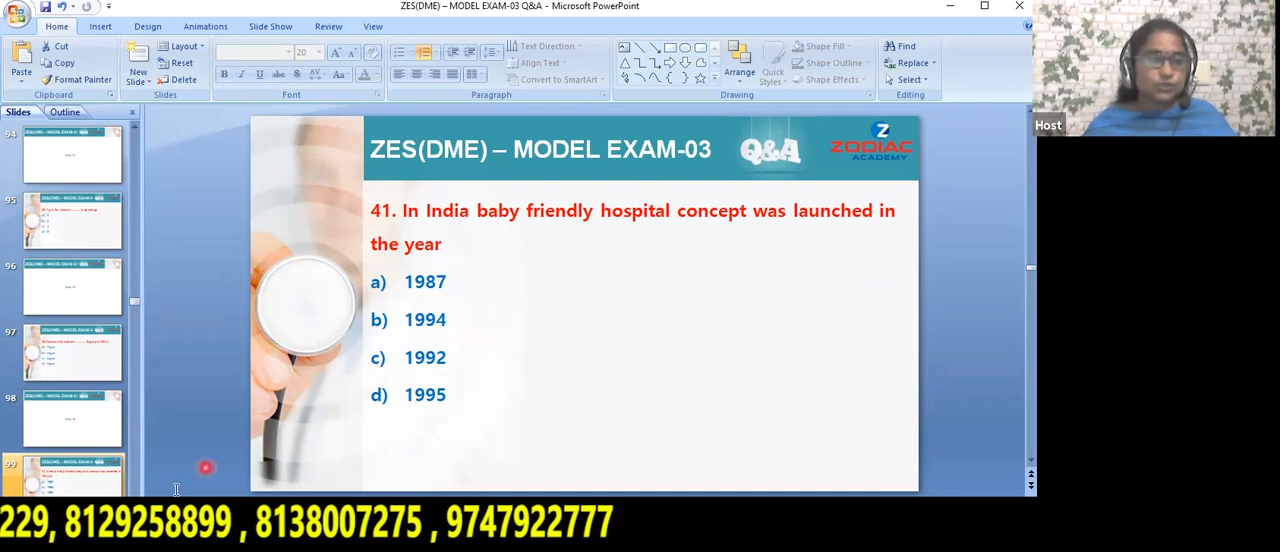 ZES(DME) - MODEL EXAM-03 Q&A - Microsoft PowerPoint
Home Insert Design Animations Slide Show Review View
Cut
Copy
Format Painter
Paste
Clipboard
New Slide
Layout
Reset
Delete
Slides
20
Font
Paragraph
Text Direction
Align Text
Convert to SmartArt
Arrange
Quick Styles
Shape Fill
Shape Outline
Shape Effects
Drawing
Find
Replace
Select
Editing
Host
Slides Outline
94
95
96
97
98
99
ZES(DME) – MODEL EXAM-03
Q&A
Z
ZODIAC
ACADEMY
41. In India baby friendly hospital concept was launched in
the year
a) 1987
b) 1994
c) 1992
d) 1995
229, 8129258899 , 8138007275 , 9747922777